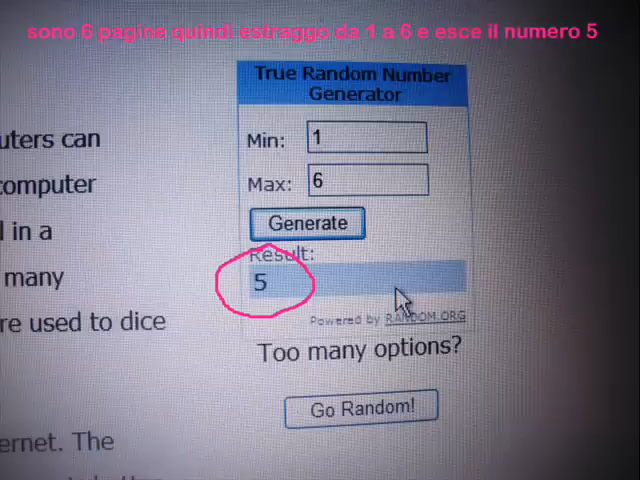 sono 6 pagine quindi estraggo da 1 a 6 e esce il numero 5
True Random Number
Generator
uters can
Min: 1
computer
Max: 6
l in a
Generate
Result:
many
5
re used to dice
Powered by RANDOM.ORG
Too many options?
Go Random!
ernet. The